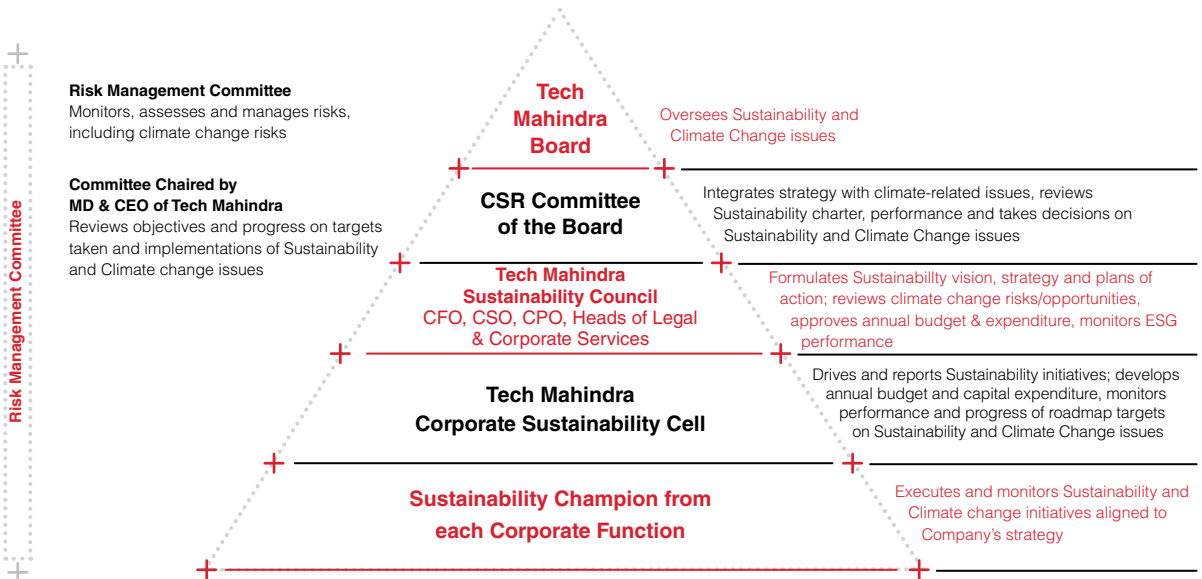 Risk Management Committee
Risk Management Committee
Monitors, assesses and manages risks,
including climate change risks
Committee Chaired by
MD & CEO of Tech Mahindra
Reviews objectives and progress on targets
taken and implementations of Sustainability
and Climate change issues
Tech
Mahindra
Board
Oversees Sustainability and
Climate Change issues
CSR Committee
of the Board
Integrates strategy with climate-related issues, reviews
Sustainability charter, performance and takes decisions on
Sustainability and Climate Change issues
Tech Mahindra
Sustainability Council
CFO, CSO, CPO, Heads of Legal
& Corporate Services
Formulates Sustainabillty vision, strategy and plans of
action; reviews climate change risks/opportunities,
approves annual budget & expenditure, monitors ESG
performance
Tech Mahindra
Corporate Sustainability Cell
Drives and reports Sustainability initiatives; develops
annual budget and capital expenditure, monitors
performance and progress of roadmap targets
on Sustainability and Climate Change issues
Sustainability Champion from
each Corporate Function
Executes and monitors Sustainability and
Climate change initiatives aligned to
Company's strategy